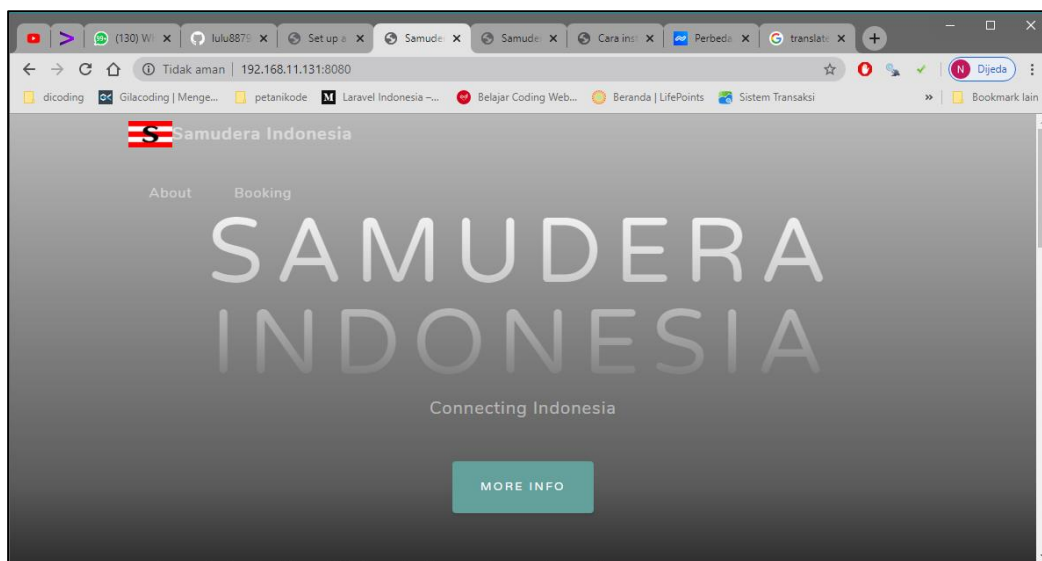 (130) W
lulu8879
Set up a
Samude
Samude
Cara inst
Perbeda
translate
Tidak aman | 192.168.11.131:8080
N Dijeda
dicoding Gilacoding | Menge... petanikode M Laravel Indonesia –... Belajar Coding Web... Beranda | LifePoints Sistem Transaksi » Bookmark lain
S Samudera Indonesia
About Booking
SAMUDERA
INDONESIA
Connecting Indonesia
MORE INFO